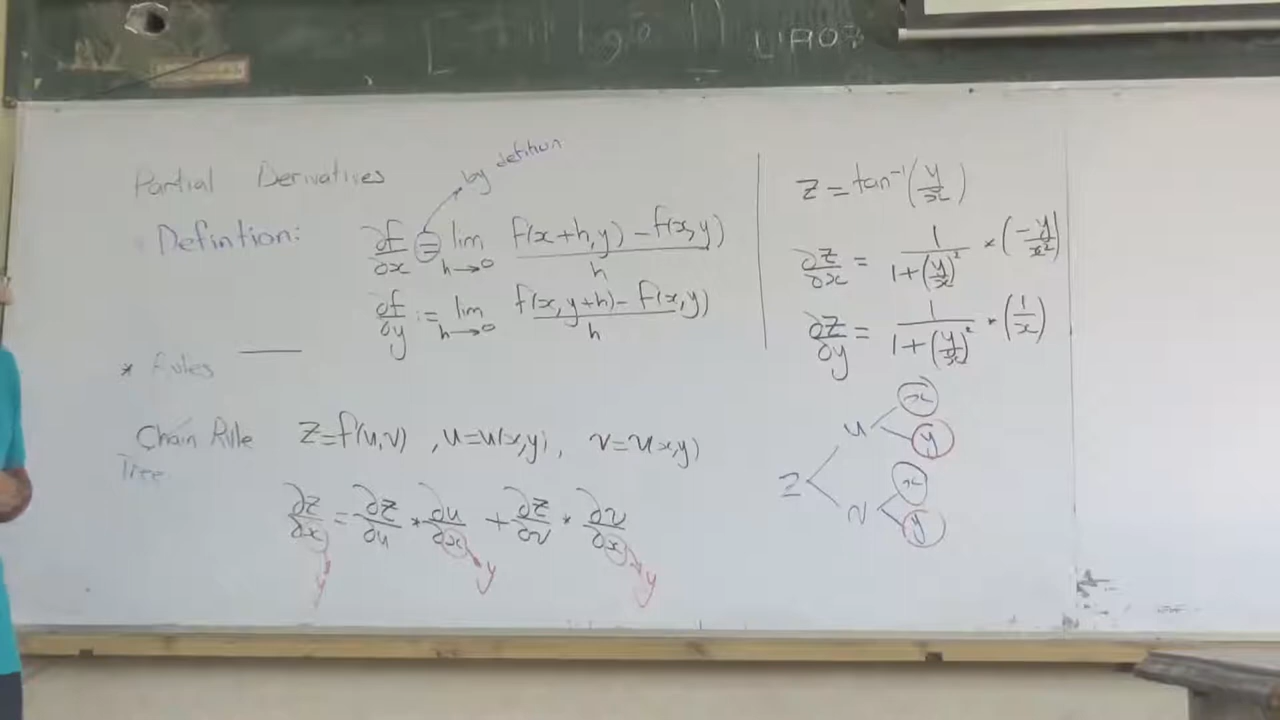 Partial Derivatives
by defition
Defintion: ∂f/∂x = lim h→0 (f(x+h,y) - f(x,y))/h
∂f/∂y := lim h→0 (f(x,y+h) - f(x,y))/h
* Rules
Chain Rule Z=f(u,v) , u=u(x,y), v=v(x,y)
Tree
∂z/∂x = ∂z/∂u * ∂u/∂x + ∂z/∂v * ∂v/∂x
y y y
z = tan⁻¹(y/x)
∂z/∂x = 1/(1+(y/x)²) * (-y/x²)
∂z/∂y = 1/(1+(y/x)²) * (1/x)
x
u
y
z
x
v
y